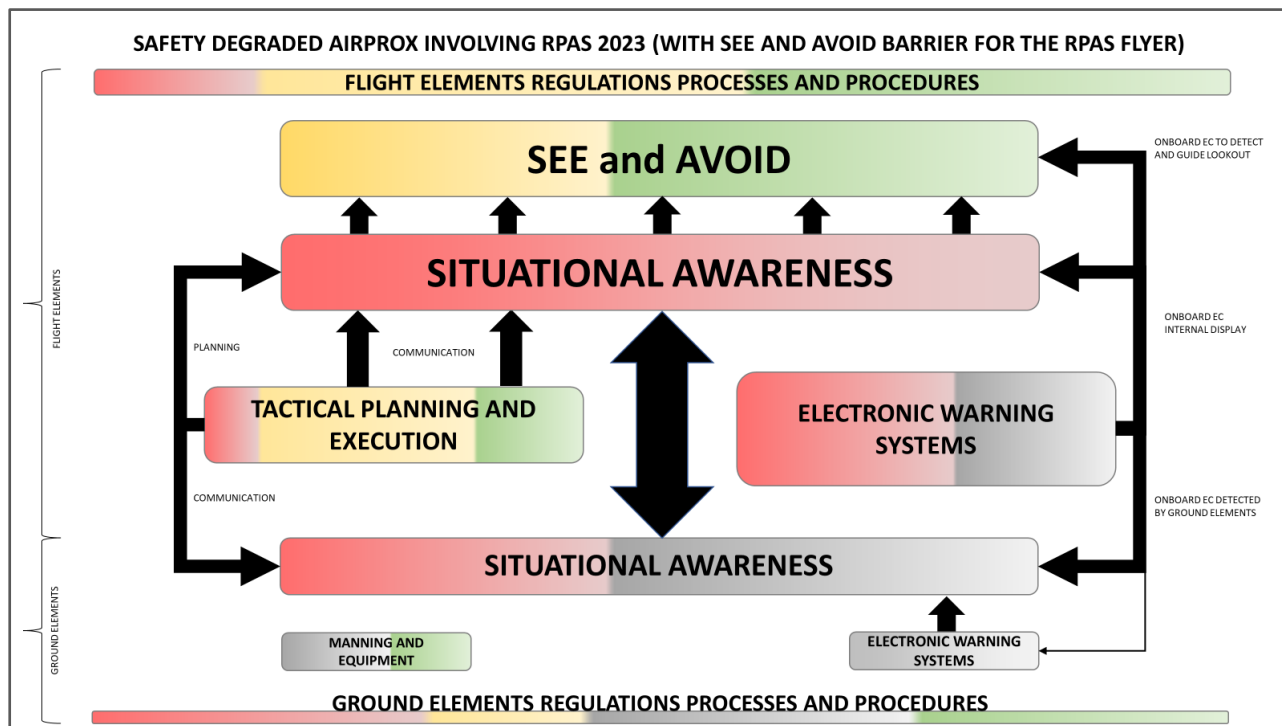 SAFETY DEGRADED AIRPROX INVOLVING RPAS 2023 (WITH SEE AND AVOID BARRIER FOR THE RPAS FLYER)
FLIGHT ELEMENTS REGULATIONS PROCESSES AND PROCEDURES
SEE and AVOID
ONBOARD EC TO DETECT
AND GUIDE LOOKOUT
SITUATIONAL AWARENESS
FLIGHT ELEMENTS
PLANNING
COMMUNICATION
ONBOARD EC
INTERNAL DISPLAY
TACTICAL PLANNING AND
EXECUTION
ELECTRONIC WARNING
SYSTEMS
COMMUNICATION
ONBOARD EC DETECTED
BY GROUND ELEMENTS
SITUATIONAL AWARENESS
GROUND ELEMENTS
MANNING AND
EQUIPMENT
ELECTRONIC WARNING
SYSTEMS
GROUND ELEMENTS REGULATIONS PROCESSES AND PROCEDURES